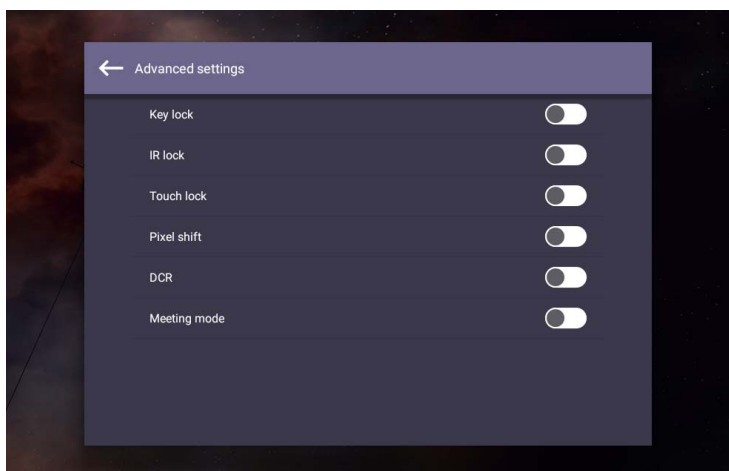 Advanced settings
Key lock
IR lock
Touch lock
Pixel shift
DCR
Meeting mode